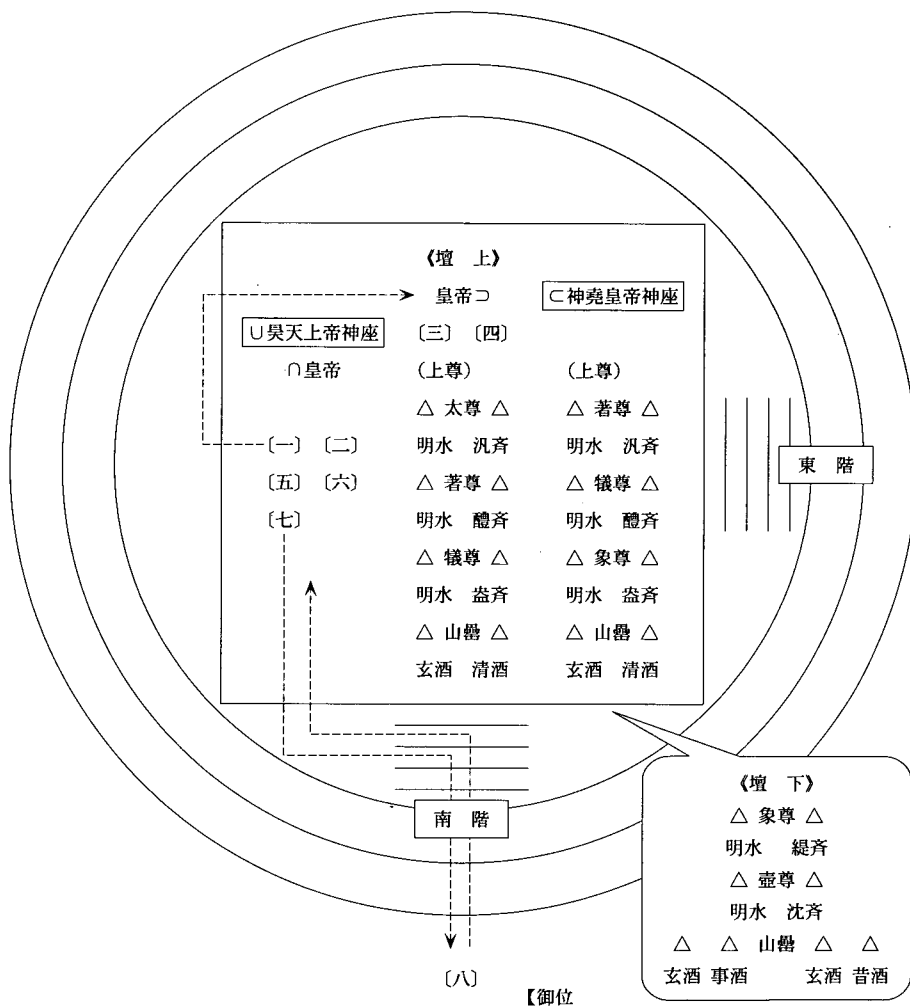 《壇 上》
皇帝⊃ ⊂神堯皇帝神座
∪昊天上帝神座 〔三〕 〔四〕
∩皇帝 (上尊) (上尊)
△ 太尊 △ △ 著尊 △
〔一〕 〔二〕 明水 汎斉 明水 汎斉
東 階
〔五〕 〔六〕 △ 著尊 △ △ 犠尊 △
〔七〕 明水 醴斉 明水 醴斉
△ 犠尊 △ △ 象尊 △
明水 盎斉 明水 盎斉
△ 山罍 △ △ 山罍 △
玄酒 清酒 玄酒 清酒
南 階
《壇 下》
△ 象尊 △
明水 緹斉
△ 壺尊 △
明水 沈斉
△ △ 山罍 △ △
玄酒 事酒 玄酒 昔酒
〔八〕
【御位